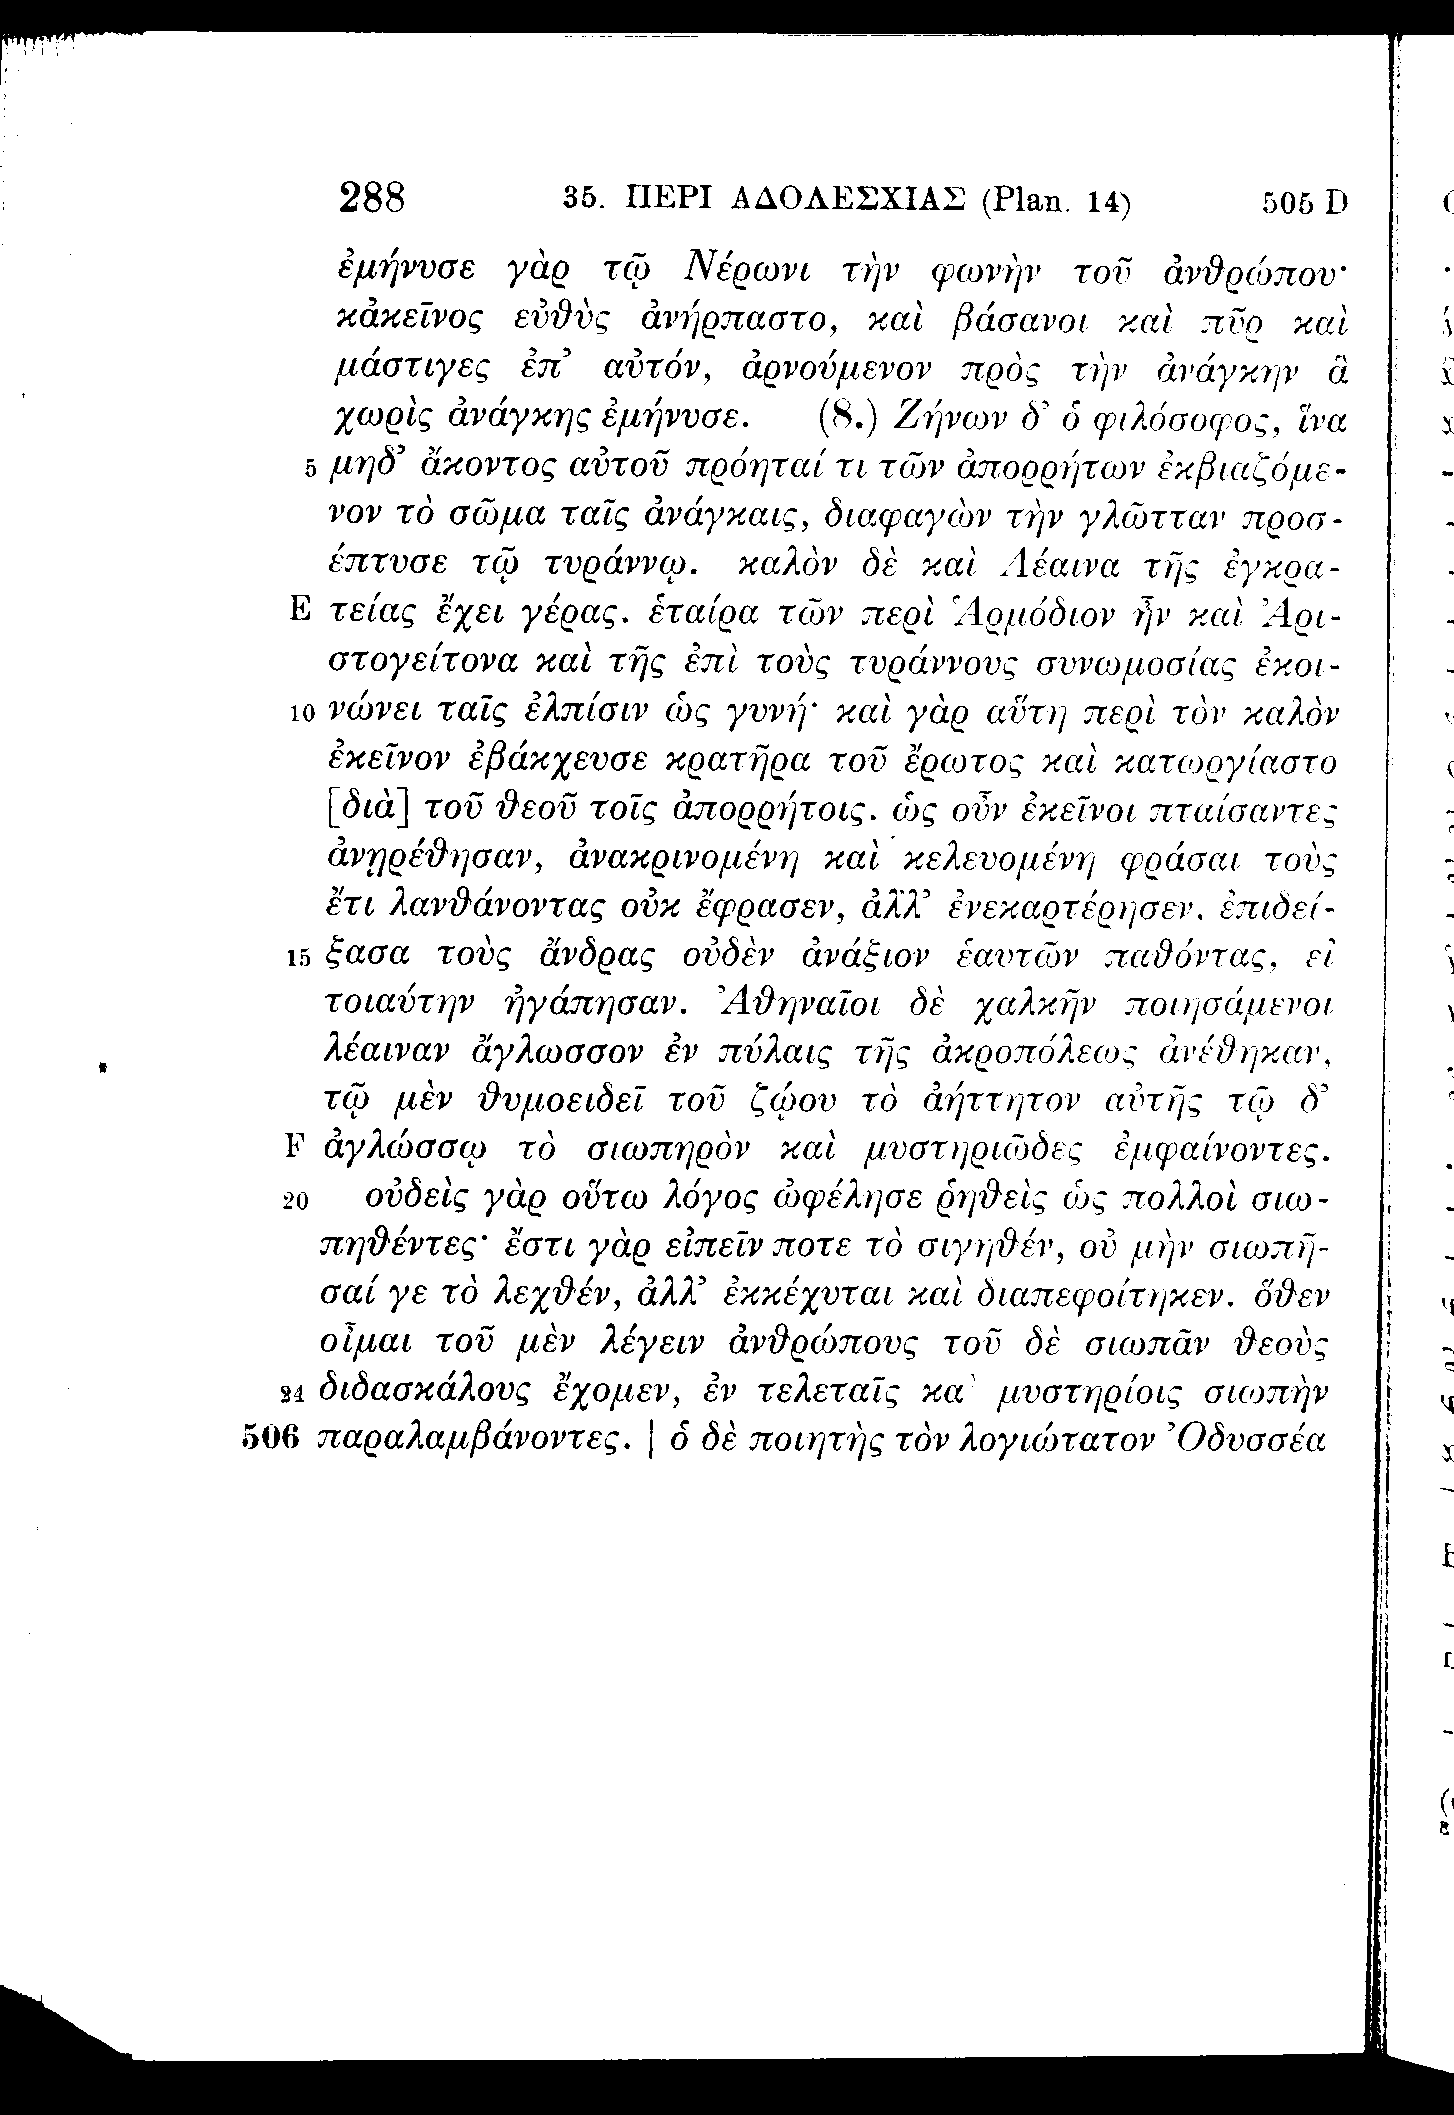 288 35. ΠΕΡΙ ΑΔΟΛΕΣΧΙΑΣ (Plan. 14) 505 D
ἐμήνυσε γὰρ τῷ Νέρωνι τὴν φωνὴν τοῦ ἀνθρώπου·
κἀκεῖνος εὐθὺς ἀνήρπαστο, καὶ βάσανοι καὶ πῦρ καὶ
μάστιγες ἐπ’ αὐτόν, ἀρνούμενον πρὸς τὴν ἀνάγκην ἃ
χωρὶς ἀνάγκης ἐμήνυσε. (8.) Ζήνων δ’ ὁ φιλόσοφος, ἵνα
5 μηδ’ ἄκοντος αὐτοῦ πρόηταί τι τῶν ἀπορρήτων ἐκβιαζόμε-
νον τὸ σῶμα ταῖς ἀνάγκαις, διαφαγὼν τὴν γλῶτταν προσ-
έπτυσε τῷ τυράννῳ. καλὸν δὲ καὶ Λέαινα τῆς ἐγκρα-
E τείας ἔχει γέρας. ἑταίρα τῶν περὶ Ἁρμόδιον ἦν καὶ Ἀρι-
στογείτονα καὶ τῆς ἐπὶ τοὺς τυράννους συνωμοσίας ἐκοι-
10 νώνει ταῖς ἐλπίσιν ὡς γυνή· καὶ γὰρ αὕτη περὶ τὸν καλὸν
ἐκεῖνον ἐβάκχευσε κρατῆρα τοῦ ἔρωτος καὶ κατωργίαστο
[διὰ] τοῦ θεοῦ τοῖς ἀπορρήτοις. ὡς οὖν ἐκεῖνοι πταίσαντες
ἀνῃρέθησαν, ἀνακρινομένη καὶ κελευομένη φράσαι τοὺς
ἔτι λανθάνοντας οὐκ ἔφρασεν, ἀλλ’ ἐνεκαρτέρησεν, ἐπιδεί-
15 ξασα τοὺς ἄνδρας οὐδὲν ἀνάξιον ἑαυτῶν παθόντας, εἰ
τοιαύτην ἠγάπησαν. Ἀθηναῖοι δὲ χαλκῆν ποιησάμενοι
λέαιναν ἄγλωσσον ἐν πύλαις τῆς ἀκροπόλεως ἀνέθηκαν,
τῷ μὲν θυμοειδεῖ τοῦ ζῴου τὸ ἀήττητον αὐτῆς τῷ δ’
F ἀγλώσσῳ τὸ σιωπηρὸν καὶ μυστηριῶδες ἐμφαίνοντες.
20 οὐδεὶς γὰρ οὕτω λόγος ὠφέλησε ῥηθεὶς ὡς πολλοὶ σιω-
πηθέντες· ἔστι γὰρ εἰπεῖν ποτε τὸ σιγηθέν, οὐ μὴν σιωπῆ-
σαί γε τὸ λεχθέν, ἀλλ’ ἐκκέχυται καὶ διαπεφοίτηκεν. ὅθεν
οἶμαι τοῦ μὲν λέγειν ἀνθρώπους τοῦ δὲ σιωπᾶν θεοὺς
24 διδασκάλους ἔχομεν, ἐν τελεταῖς καὶ μυστηρίοις σιωπὴν
506 παραλαμβάνοντες. | ὁ δὲ ποιητὴς τὸν λογιώτατον Ὀδυσσέα